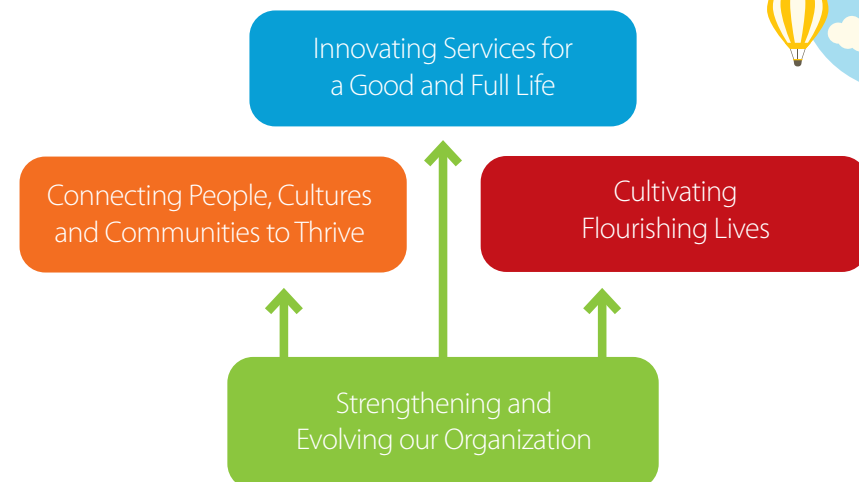 Innovating Services for
a Good and Full Life
Connecting People, Cultures
and Communities to Thrive
Cultivating
Flourishing Lives
Strengthening and
Evolving our Organization